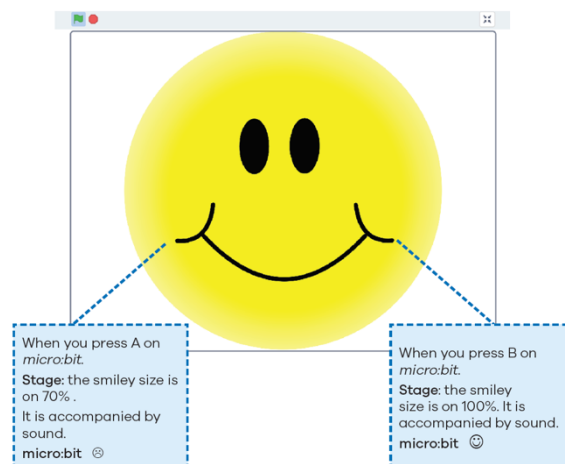 When you press A on
micro:bit.
Stage: the smiley size is
on 70% .
It is accompanied by
sound.
micro:bit ☹
When you press B on
micro:bit.
Stage: the smiley
size is on 100%. It is
accompanied by sound.
micro:bit ☺